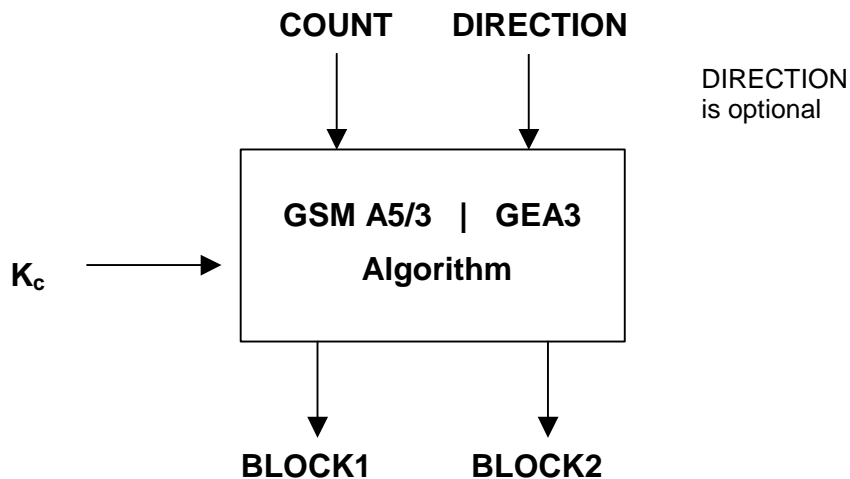 COUNT DIRECTION
DIRECTION
is optional
GSM A5/3 | GEA3
Algorithm
Kc
BLOCK1 BLOCK2